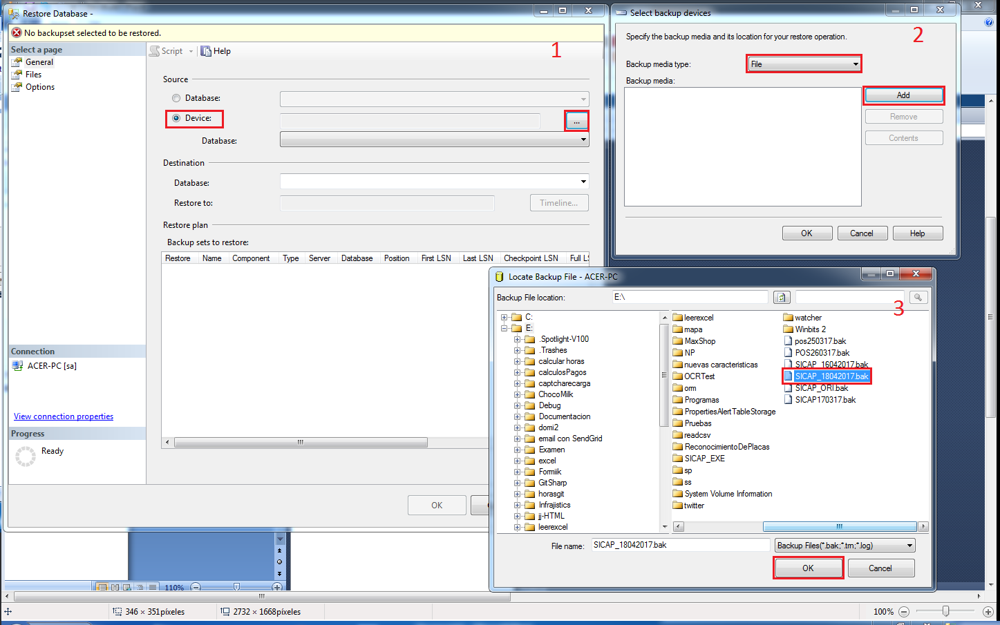 Restore Database -
No backupset selected to be restored.
Select a page
General
Files
Options
Script
Help
1
Source
Database:
Device:
...
Database:
Destination
Database:
Restore to:
Timeline...
Restore plan
Backup sets to restore:
Restore Name Component Type Server Database Position First LSN Last LSN Checkpoint LSN Full LS
Connection
ACER-PC [sa]
View connection properties
Progress
Ready
OK
Select backup devices
2
Specify the backup media and its location for your restore operation.
Backup media type:
File
Backup media:
Add
Remove
Contents
OK Cancel Help
Locate Backup File - ACER-PC
Backup File location:
E:\
3
C:
E:
.Spotlight-V100
.Trashes
calcular horas
calculosPagos
captcharecarga
ChocoMilk
Debug
Documentacion
domi2
email con SendGrid
Examen
excel
Formiik
GitSharp
horasgit
Infrajistics
jj-HTML
leerexcel
leerexcel
mapa
MaxShop
NP
nuevas caracteristicas
OCRTest
orm
Programas
PropertiesAlertTableStorage
Pruebas
readcsv
ReconocimientoDePlacas
SICAP_EXE
sp
ss
System Volume Information
twitter
watcher
Winbits 2
pos250317.bak
POS260317.bak
SICAP_16042017.bak
SICAP_18042017.bak
SICAP_ORI.bak
SICAP170317.bak
File name:
SICAP_18042017.bak
Backup Files(*.bak;*.trn;*.log)
OK
Cancel
110%
346 × 351píxeles
2732 × 1668píxeles
100%